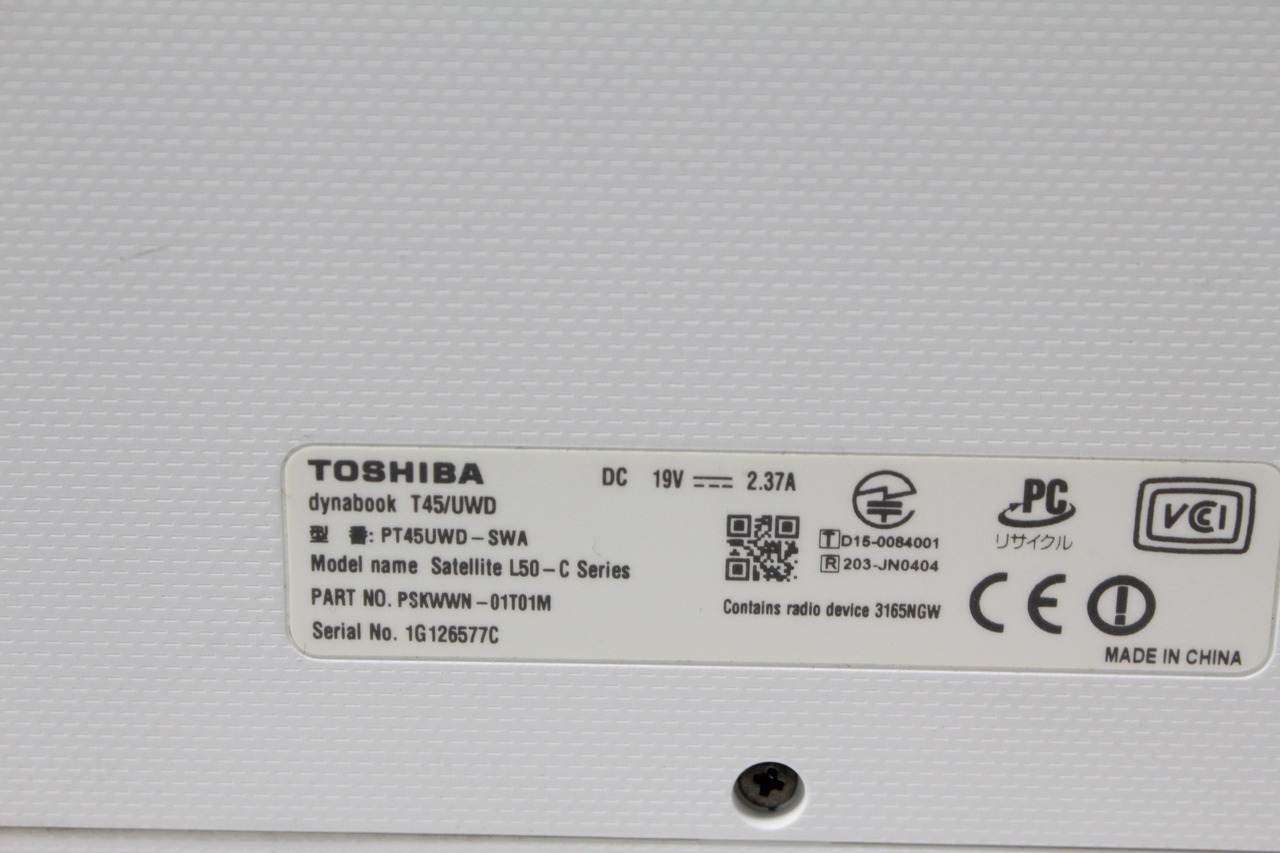 TOSHIBA
dynabook T45/UWD
型 番: PT45UWD-SWA
Model name Satellite L50-C Series
PART NO. PSKWWN-01T01M
Serial No. 1G126577C
DC 19V 2.37A
T D15-0084001
R 203-JN0404
Contains radio device 3165NGW
PC
リサイクル
VCCI
CE
MADE IN CHINA